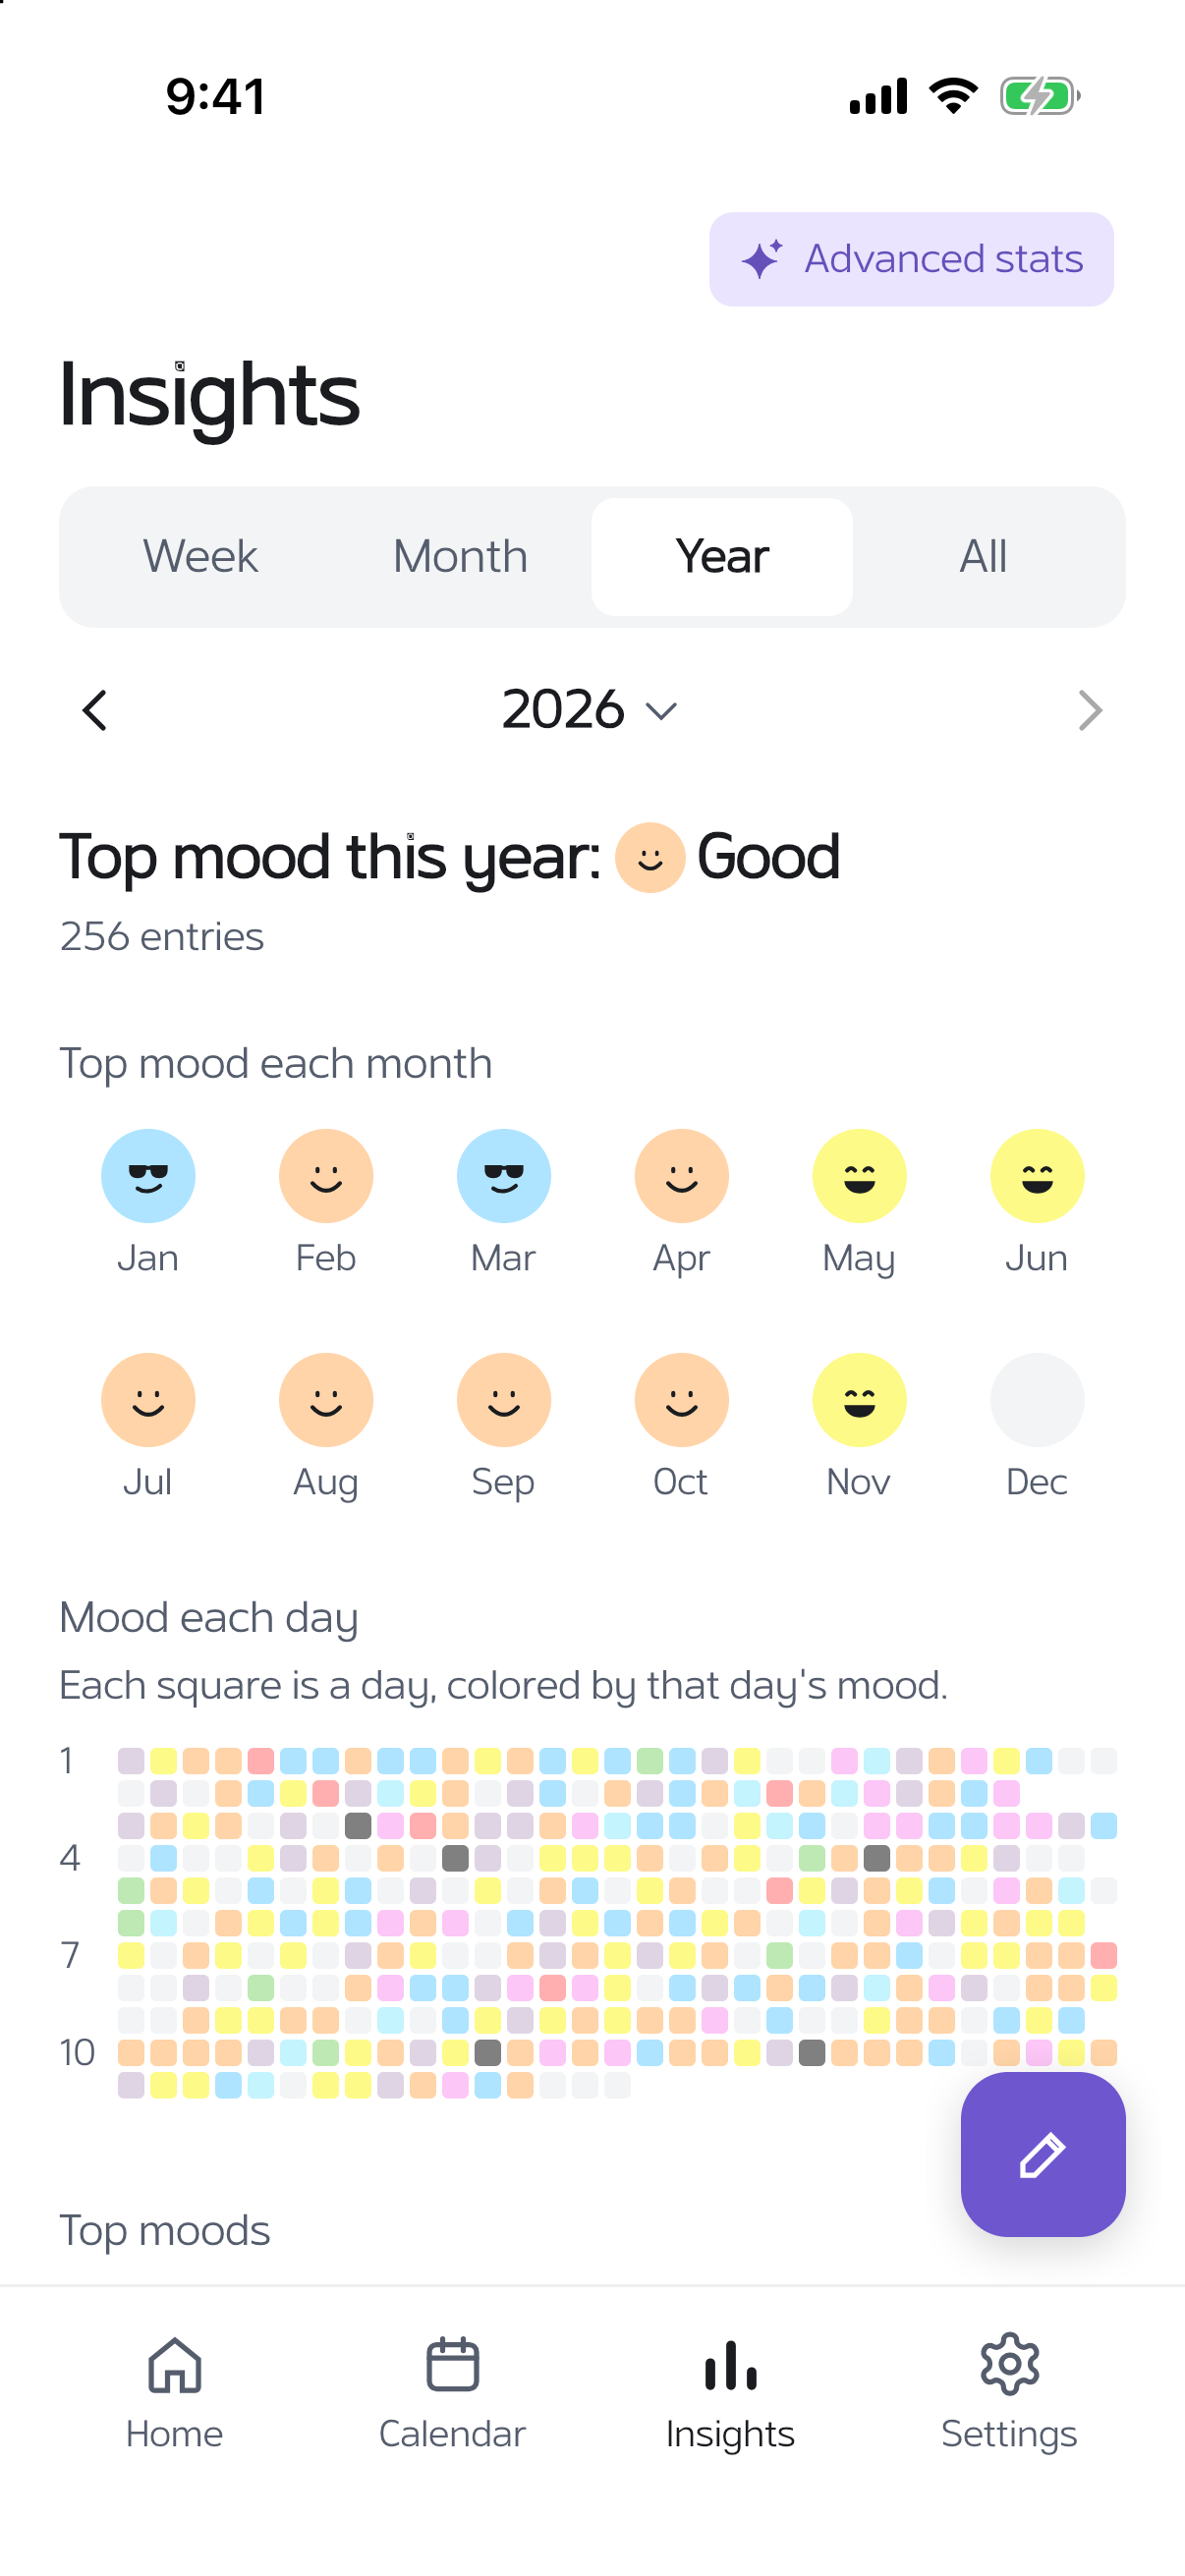 9:41
Advanced stats
Insights
Week Month Year All
2026
Top mood this year: Good
256 entries
Top mood each month
Jan Feb Mar Apr May Jun
Jul Aug Sep Oct Nov Dec
Mood each day
Each square is a day, colored by that day's mood.
1
4
7
10
Top moods
Home Calendar Insights Settings